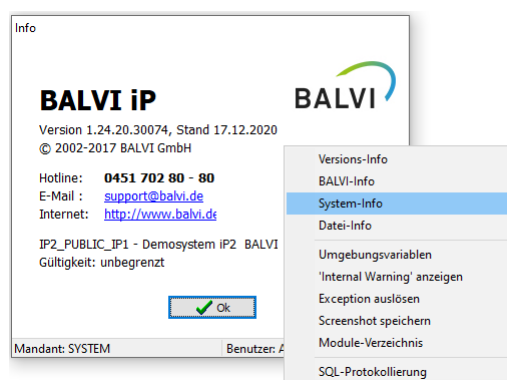 Info
BALVI iP
BALVI
Version 1.24.20.30074, Stand 17.12.2020
© 2002-2017 BALVI GmbH
Hotline: 0451 702 80 - 80
E-Mail : support@balvi.de
Internet: http://www.balvi.de
IP2_PUBLIC_IP1 - Demosystem iP2 BALVI
Gültigkeit: unbegrenzt
Ok
Mandant: SYSTEM
Benutzer: A
Versions-Info
BALVI-Info
System-Info
Datei-Info
Umgebungsvariablen
'Internal Warning' anzeigen
Exception auslösen
Screenshot speichern
Module-Verzeichnis
SQL-Protokollierung